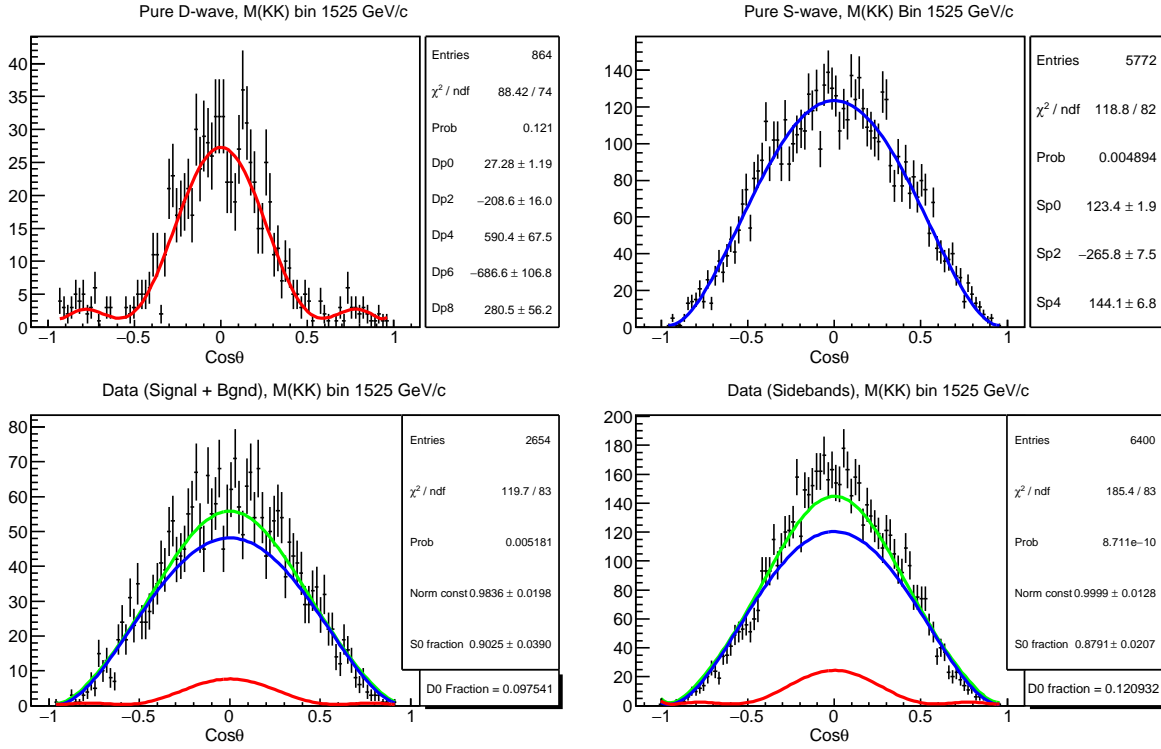 Pure D-wave, M(KK) bin 1525 GeV/c
Entries 864
χ² / ndf 88.42 / 74
Prob 0.121
Dp0 27.28 ± 1.19
Dp2 −208.6 ± 16.0
Dp4 590.4 ± 67.5
Dp6 −686.6 ± 106.8
Dp8 280.5 ± 56.2
40
35
30
25
20
15
10
5
0
−1 −0.5 0 0.5 1
Cosθ
Pure S-wave, M(KK) Bin 1525 GeV/c
Entries 5772
χ² / ndf 118.8 / 82
Prob 0.004894
Sp0 123.4 ± 1.9
Sp2 −265.8 ± 7.5
Sp4 144.1 ± 6.8
140
120
100
80
60
40
20
0
−1 −0.5 0 0.5 1
Cosθ
Data (Signal + Bgnd), M(KK) bin 1525 GeV/c
Entries 2654
χ² / ndf 119.7 / 83
Prob 0.005181
Norm const 0.9836 ± 0.0198
S0 fraction 0.9025 ± 0.0390
D0 Fraction = 0.097541
80
70
60
50
40
30
20
10
0
−1 −0.5 0 0.5 1
Cosθ
Data (Sidebands), M(KK) bin 1525 GeV/c
Entries 6400
χ² / ndf 185.4 / 83
Prob 8.711e−10
Norm const 0.9999 ± 0.0128
S0 fraction 0.8791 ± 0.0207
D0 fraction = 0.120932
200
180
160
140
120
100
80
60
40
20
0
−1 −0.5 0 0.5 1
Cosθ